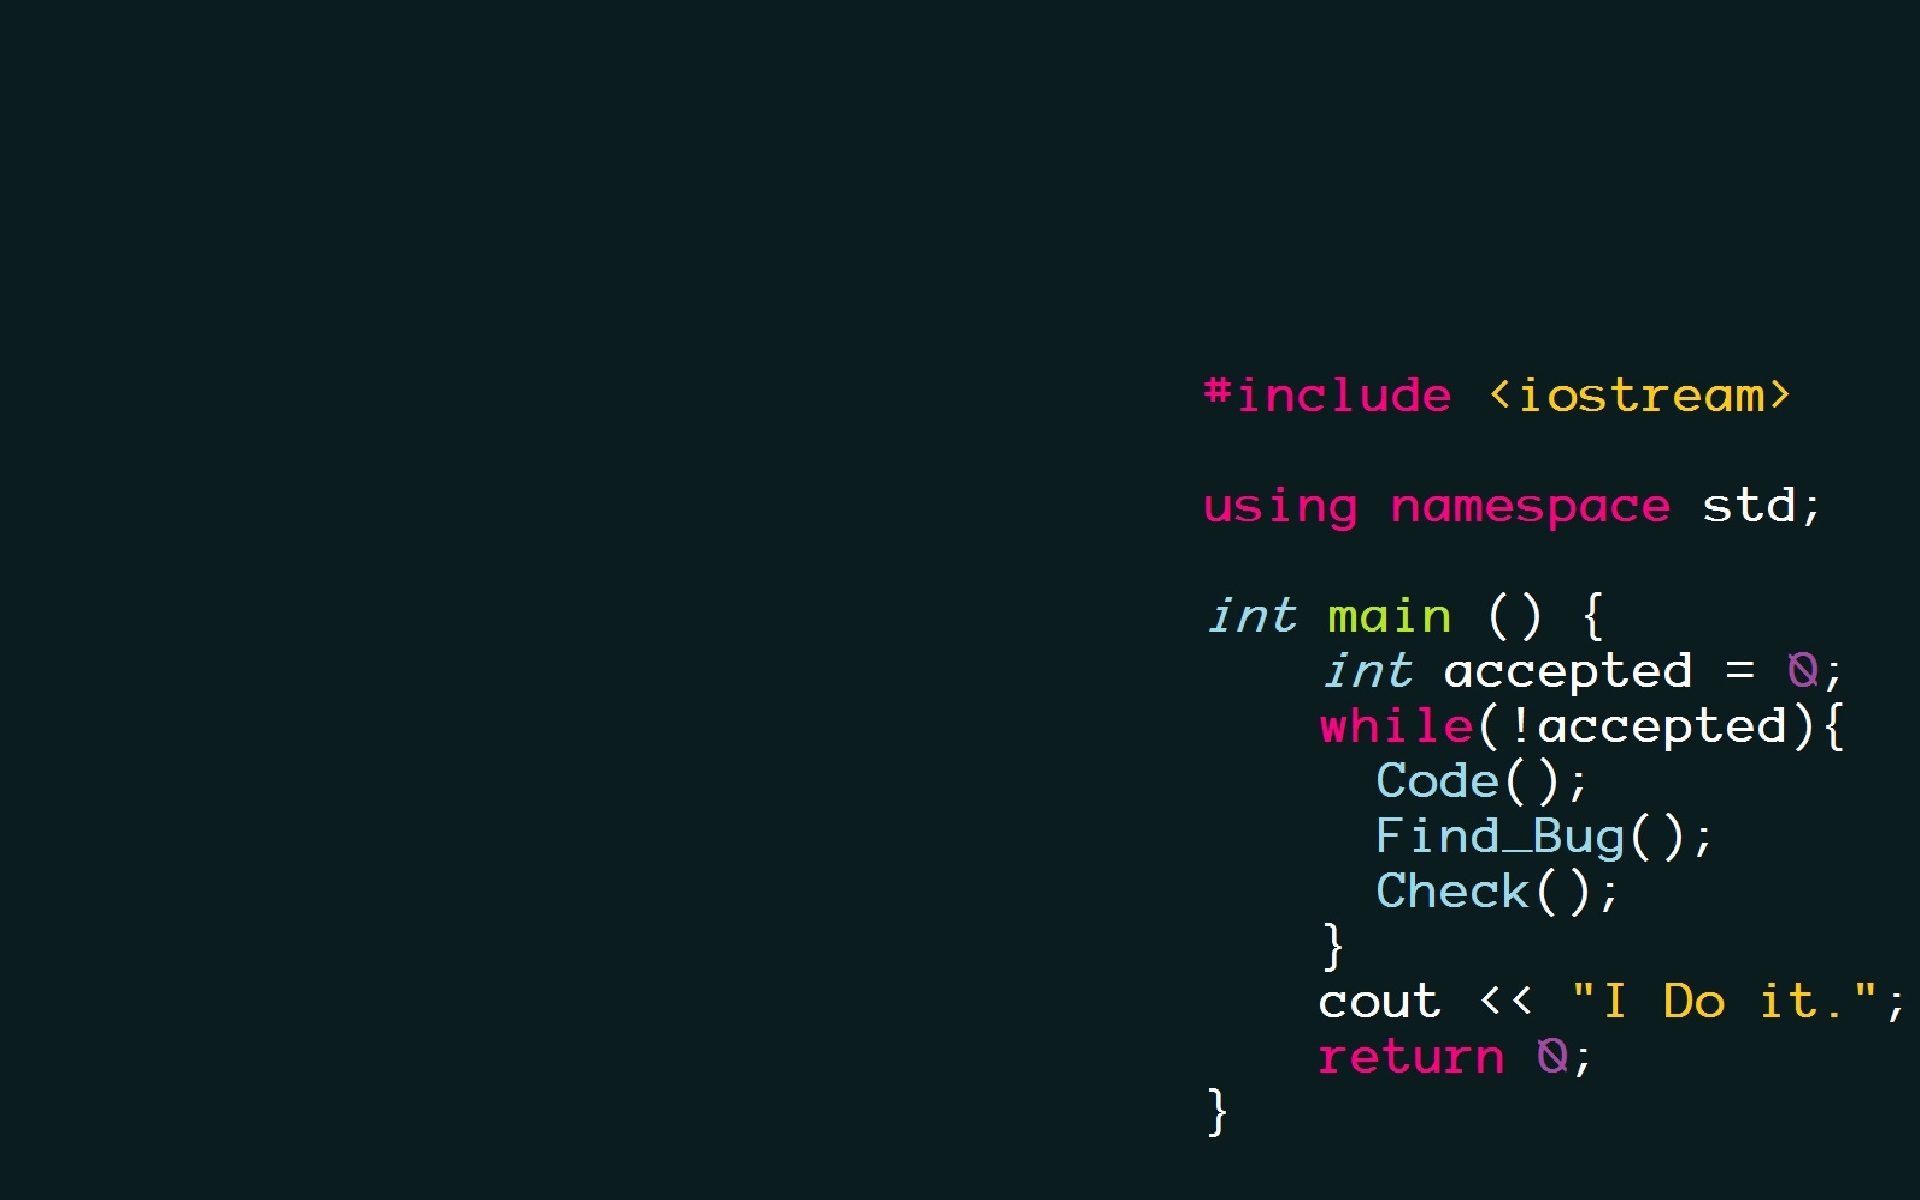 #include <iostream>
using namespace std;
int main () {
int accepted = 0;
while(!accepted){
Code();
Find_Bug();
Check();
}
cout << "I Do it.";
return 0;
}